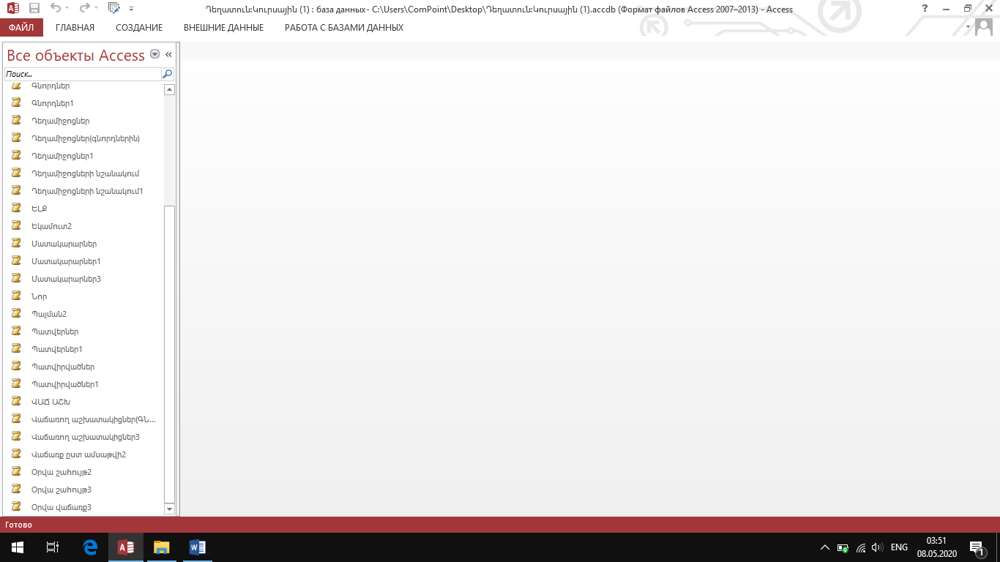 Դեղատուն:Կուրսային (1) : база данных- C:\Users\ComPoint\Desktop\Դեղատուն:Կուրսային (1).accdb (Формат файлов Access 2007–2013) - Access
ФАЙЛ ГЛАВНАЯ СОЗДАНИЕ ВНЕШНИЕ ДАННЫЕ РАБОТА С БАЗАМИ ДАННЫХ
Все объекты Access
Поиск...
Գնորդներ
Գնորդներ1
Դեղամիջոցներ
Դեղամիջոցներ(գնորդներին)
Դեղամիջոցներ1
Դեղամիջոցների նշանակում
Դեղամիջոցների նշանակում1
ԵԼՔ
Եկամուտ2
Մատակարարներ
Մատակարարներ1
Մատակարարներ3
Նոր
Պայման2
Պատվերներ
Պատվերներ1
Պատվիրվածներ
Պատվիրվածներ1
ՎԱՃ ԱՇԽ
Վաճառող աշխատակիցներ(ԳՆ...
Վաճառող աշխատակիցներ3
Վաճառք ըստ ամսաթվի2
Օրվա շահույթ2
Օրվա շահույթ3
Օրվա վաճառք3
Готово
ENG
03:51
08.05.2020
1